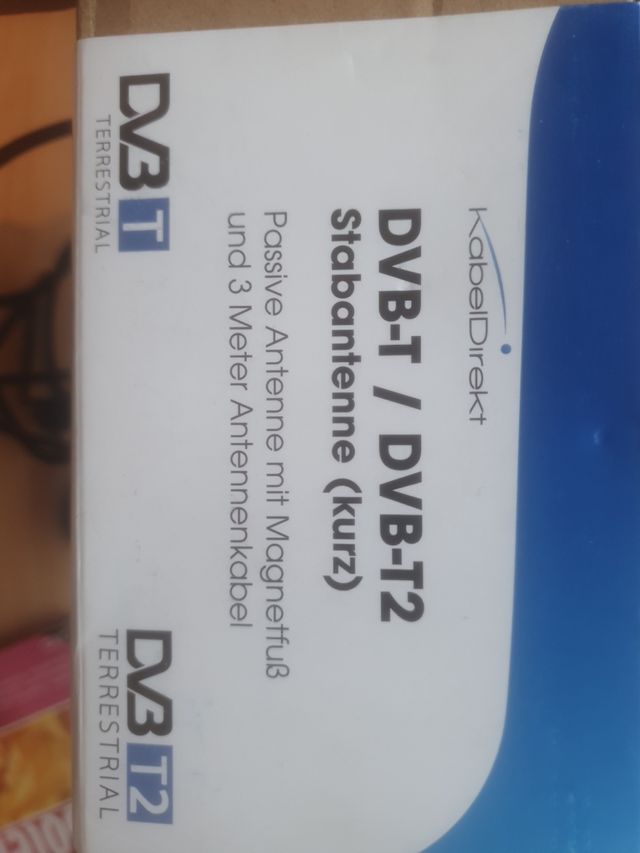 KabelDirekt
DVB-T / DVB-T2
Stabantenne (kurz)
Passive Antenne mit Magnetfuß
und 3 Meter Antennenkabel
DVB T
TERRESTRIAL
DVB T2
TERRESTRIAL